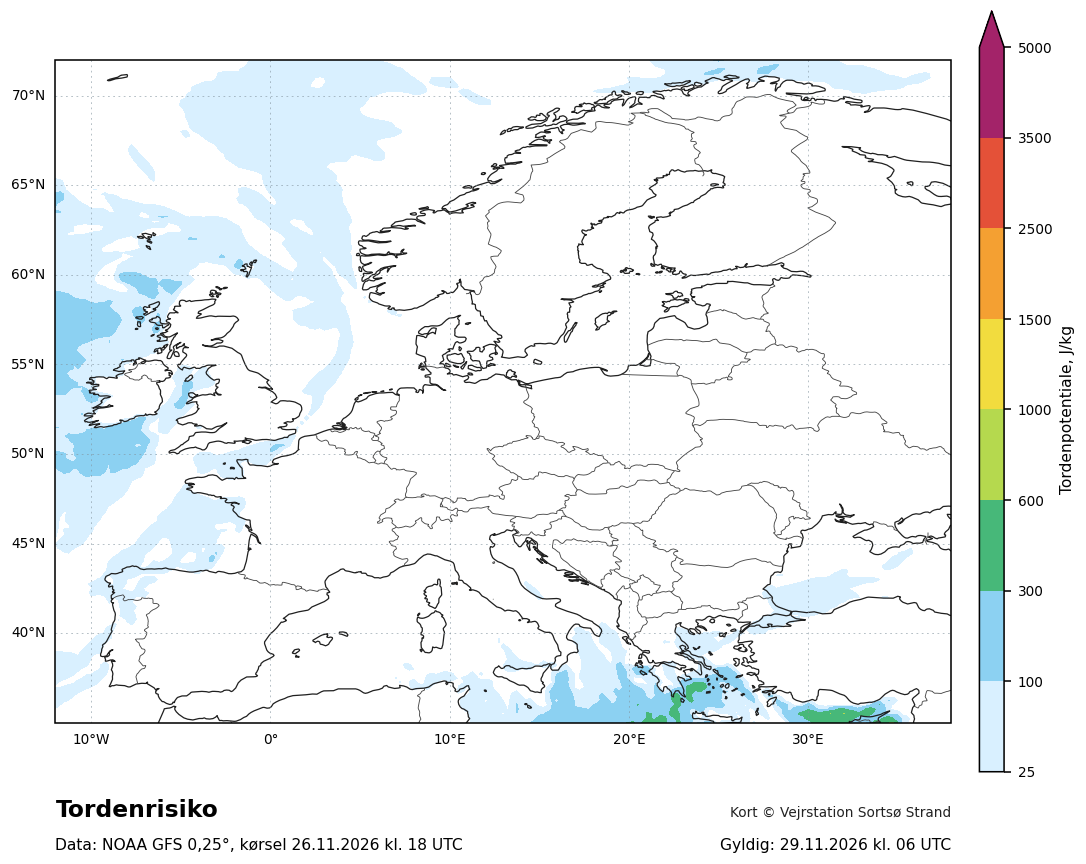 70°N
65°N
60°N
55°N
50°N
45°N
40°N
10°W
0°
10°E
20°E
30°E
5000
3500
2500
1500
1000
600
300
100
25
Tordenpotentiale, J/kg
Tordenrisiko
Kort © Vejrstation Sortsø Strand
Data: NOAA GFS 0,25°, kørsel 26.11.2026 kl. 18 UTC
Gyldig: 29.11.2026 kl. 06 UTC